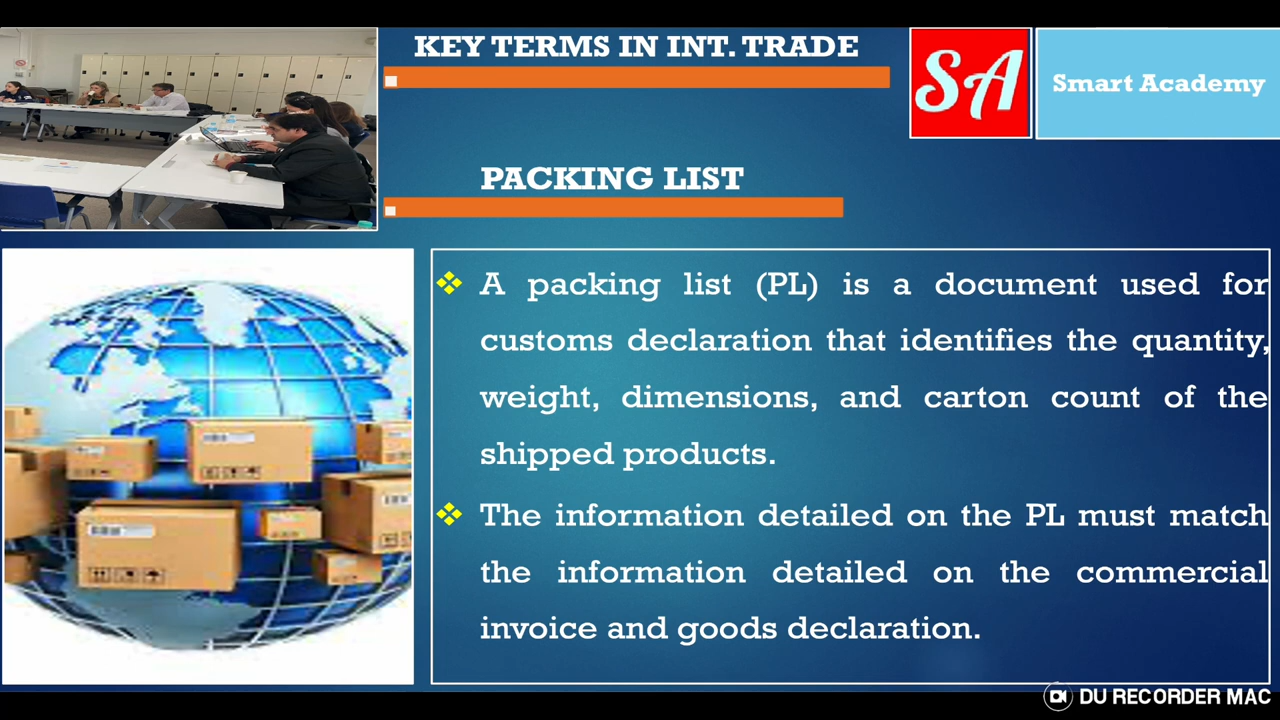 KEY TERMS IN INT. TRADE
SA
Smart Academy
PACKING LIST
A packing list (PL) is a document used for
customs declaration that identifies the quantity,
weight, dimensions, and carton count of the
shipped products.
The information detailed on the PL must match
the information detailed on the commercial
invoice and goods declaration.
DU RECORDER MAC